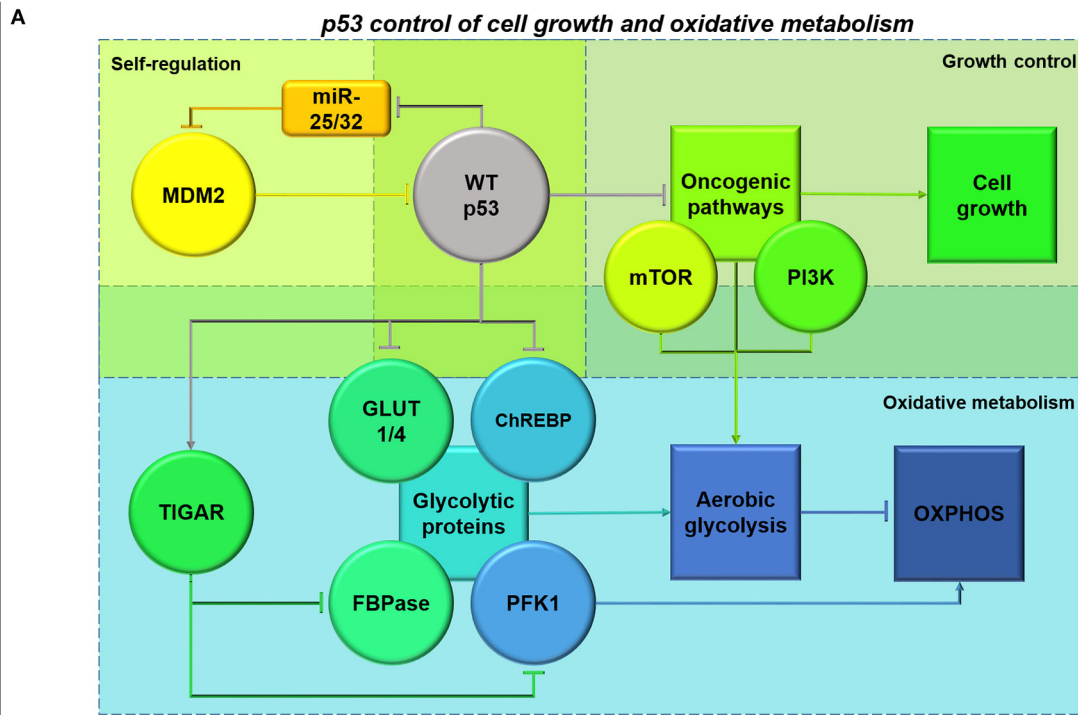 A
p53 control of cell growth and oxidative metabolism
Self-regulation
Growth control
miR-
25/32
MDM2
WT
p53
Oncogenic
pathways
Cell
growth
mTOR
PI3K
Oxidative metabolism
GLUT
1/4
ChREBP
TIGAR
Glycolytic
proteins
Aerobic
glycolysis
OXPHOS
FBPase
PFK1